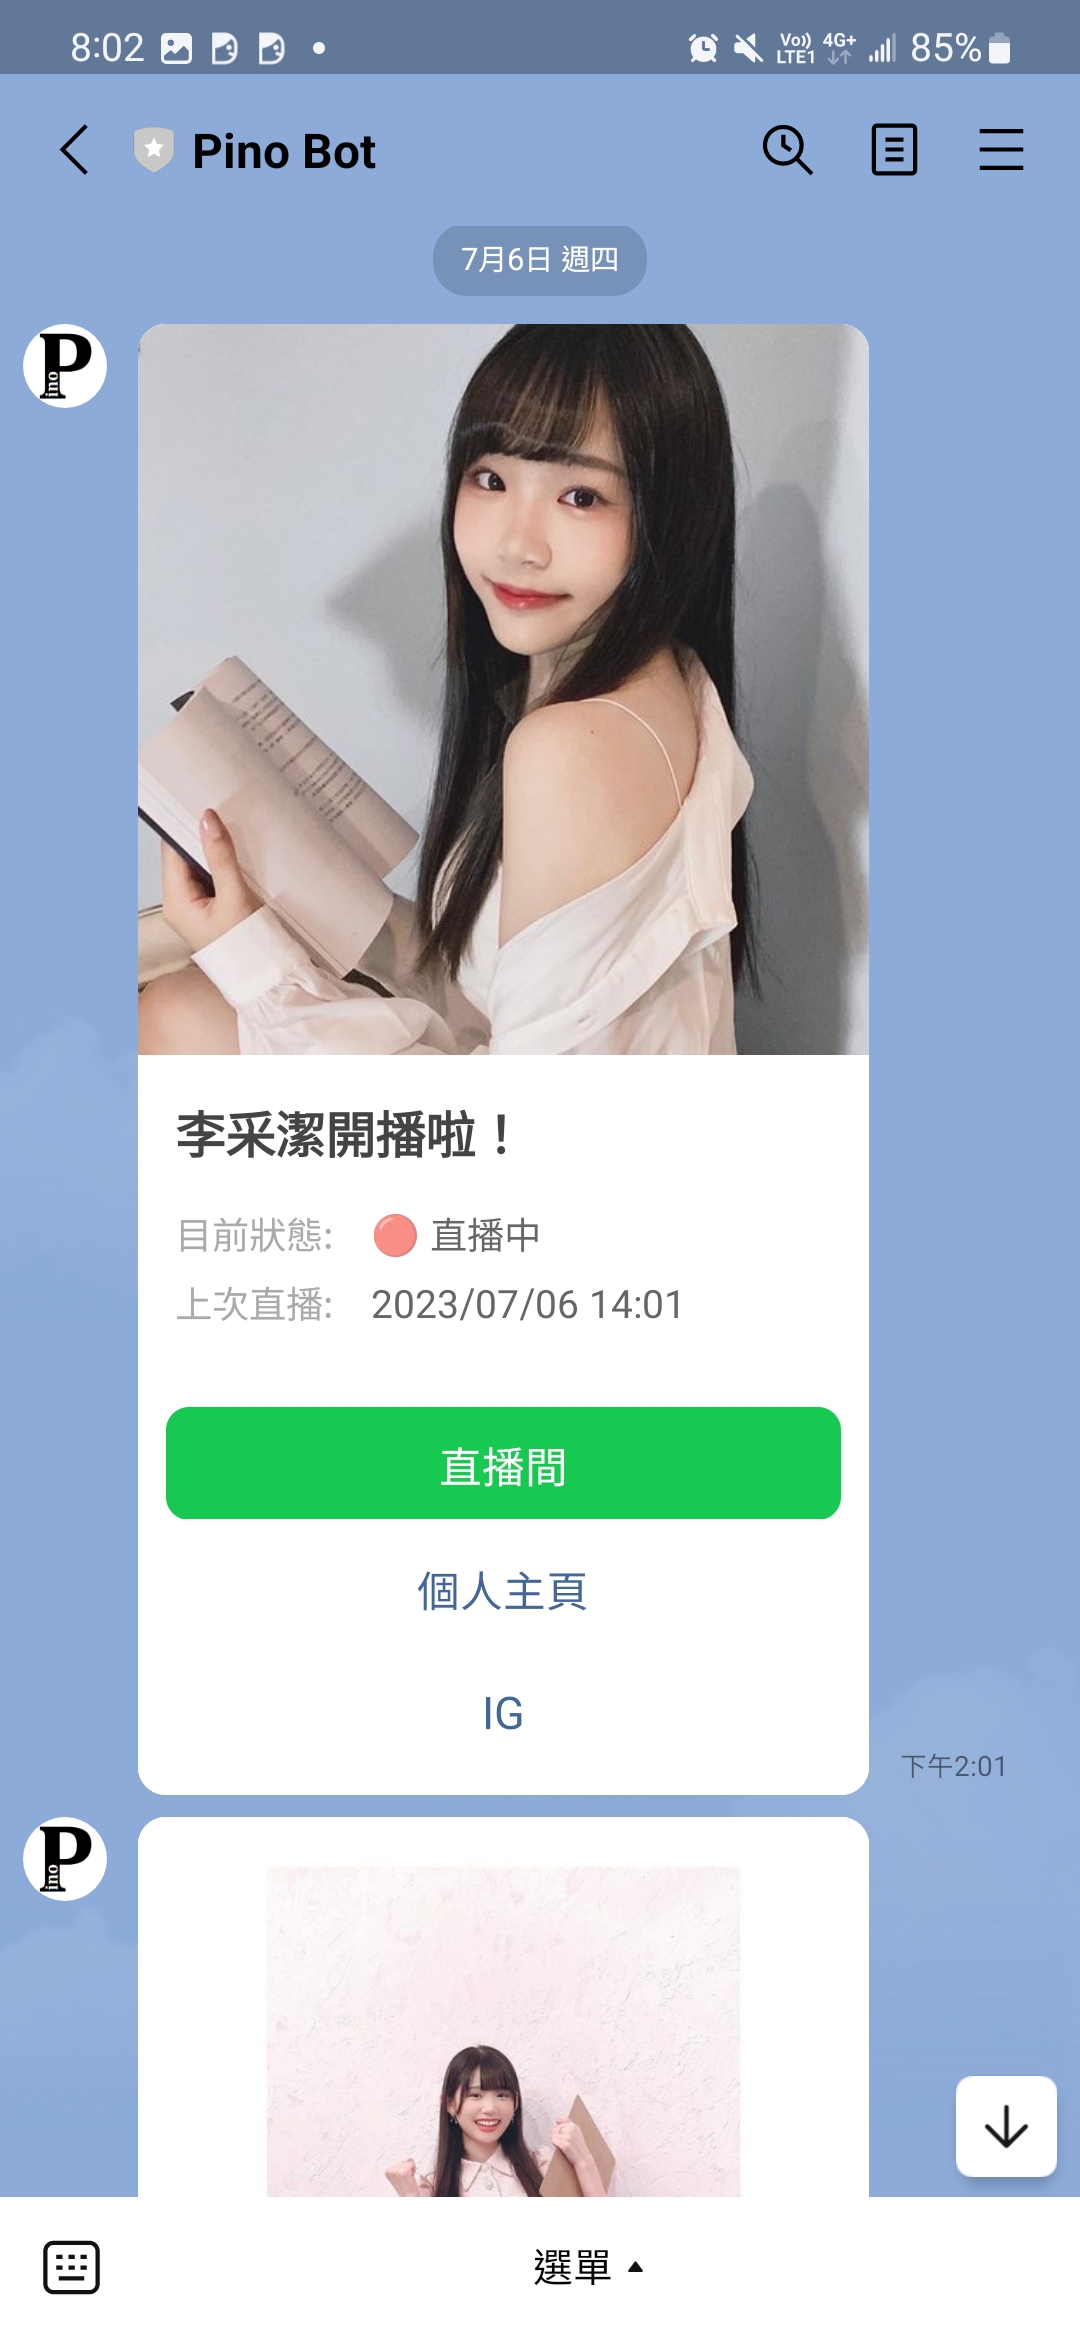 8:02
Vo)) LTE1 4G+ 85%
Pino Bot
7月6日 週四
P
ino
李采潔開播啦！
目前狀態: 🔴 直播中
上次直播: 2023/07/06 14:01
直播間
個人主頁
IG
下午2:01
P
ino
選單